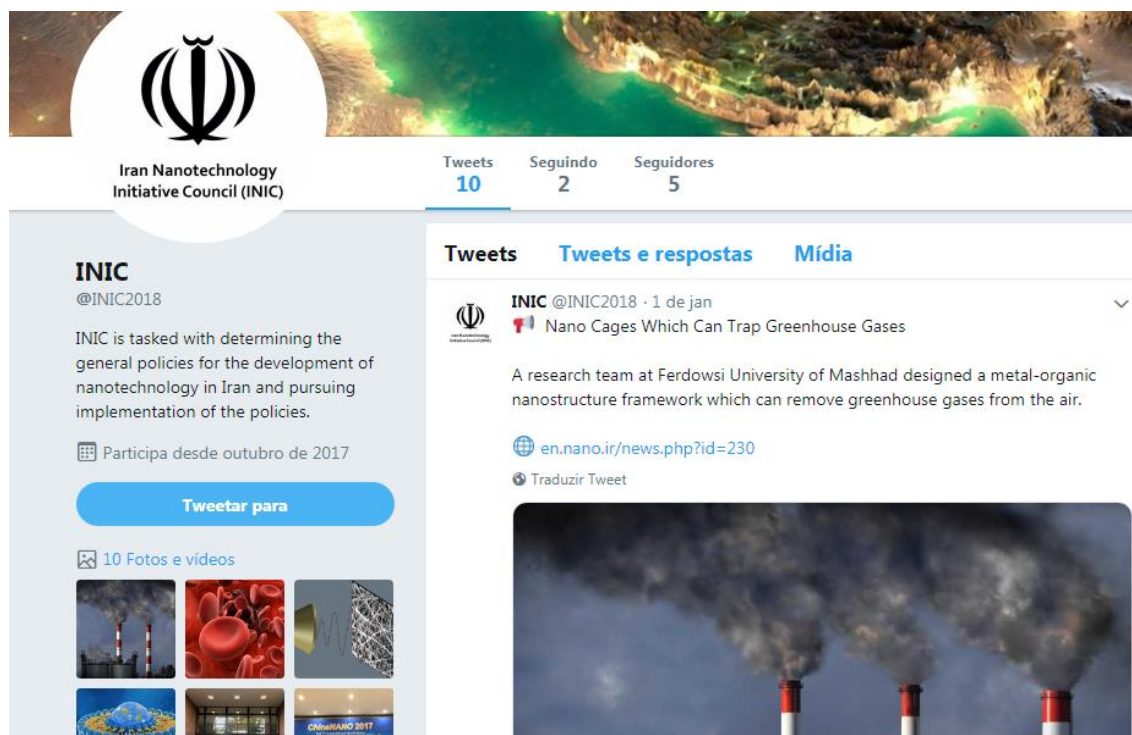 Iran Nanotechnology
Initiative Council (INIC)
Tweets
10
Seguindo
2
Seguidores
5
INIC
@INIC2018
INIC is tasked with determining the
general policies for the development of
nanotechnology in Iran and pursuing
implementation of the policies.
Participa desde outubro de 2017
Tweetar para
10 Fotos e vídeos
ChinaNANO 2017
Tweets Tweets e respostas Mídia
INIC @INIC2018 · 1 de jan
Nano Cages Which Can Trap Greenhouse Gases
A research team at Ferdowsi University of Mashhad designed a metal-organic
nanostructure framework which can remove greenhouse gases from the air.
en.nano.ir/news.php?id=230
Traduzir Tweet